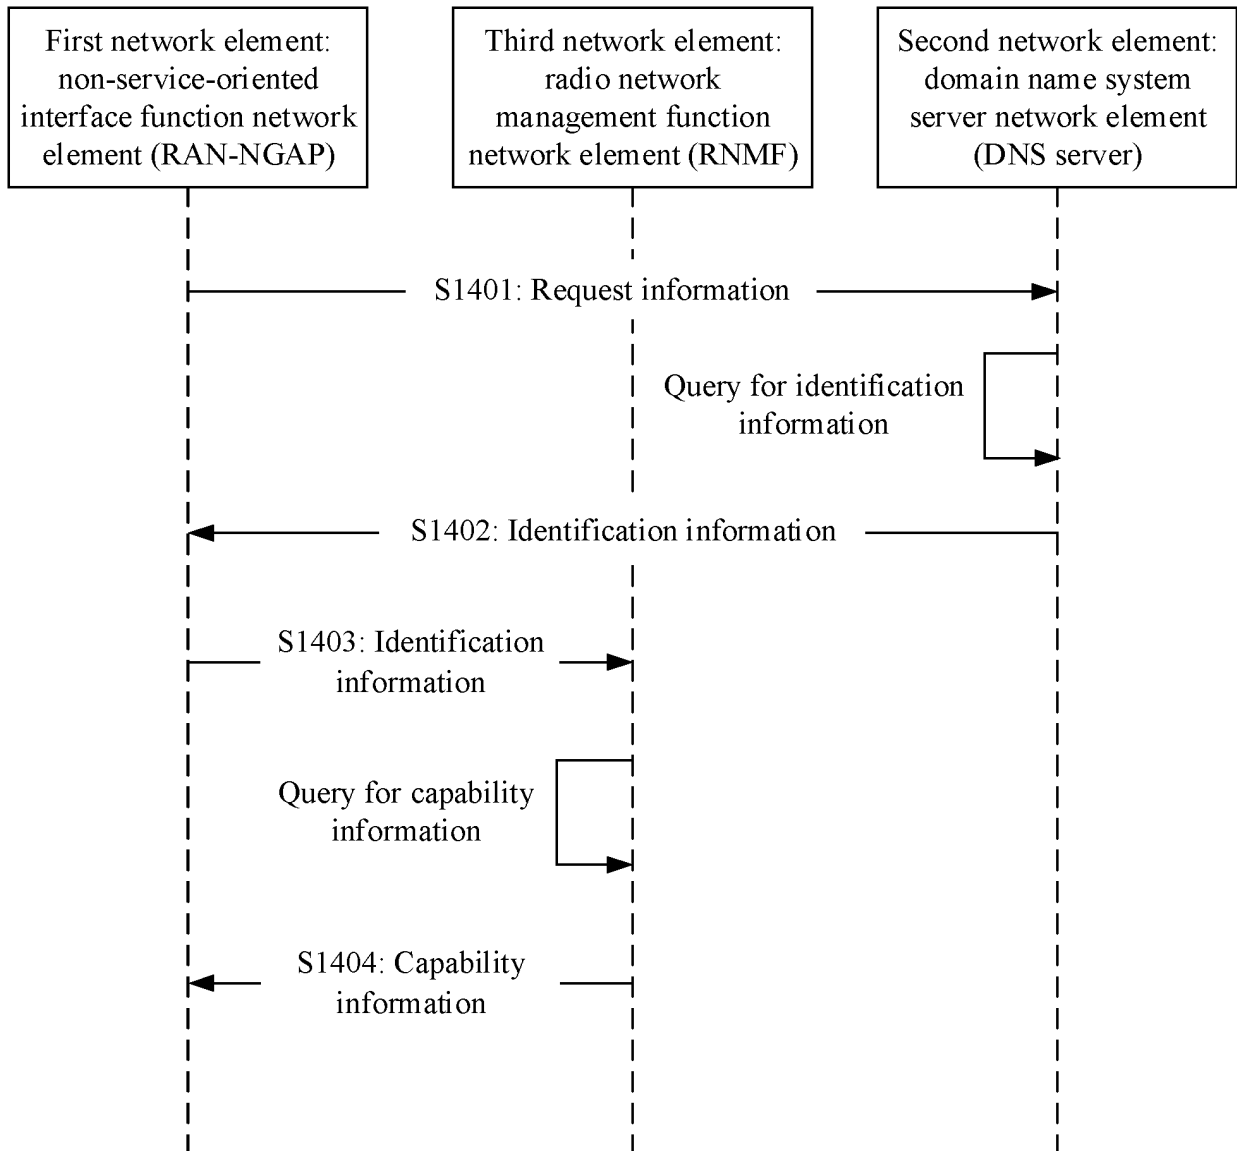 First network element:
non-service-oriented
interface function network
element (RAN-NGAP)
Third network element:
radio network
management function
network element (RNMF)
Second network element:
domain name system
server network element
(DNS server)
S1401: Request information
Query for identification
information
S1402: Identification information
S1403: Identification
information
Query for capability
information
S1404: Capability
information